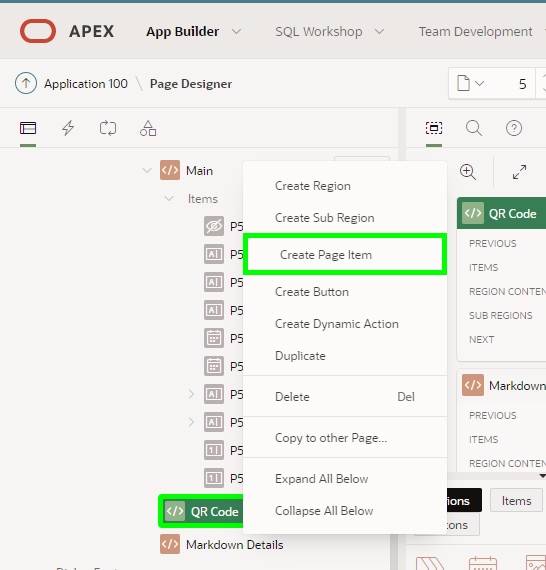 APEX App Builder SQL Workshop Team Development
Application 100 \ Page Designer 5
Main
Items
P5
P5
P5
P5
P5
P5
P5
P5
P5
P5
QR Code
Markdown Details
Create Region
Create Sub Region
Create Page Item
Create Button
Create Dynamic Action
Duplicate
Delete Del
Copy to other Page...
Expand All Below
Collapse All Below
QR Code
PREVIOUS
ITEMS
REGION CONTEN
SUB REGIONS
NEXT
Markdown
PREVIOUS
ITEMS
REGION CONTEN
ions Items
ons